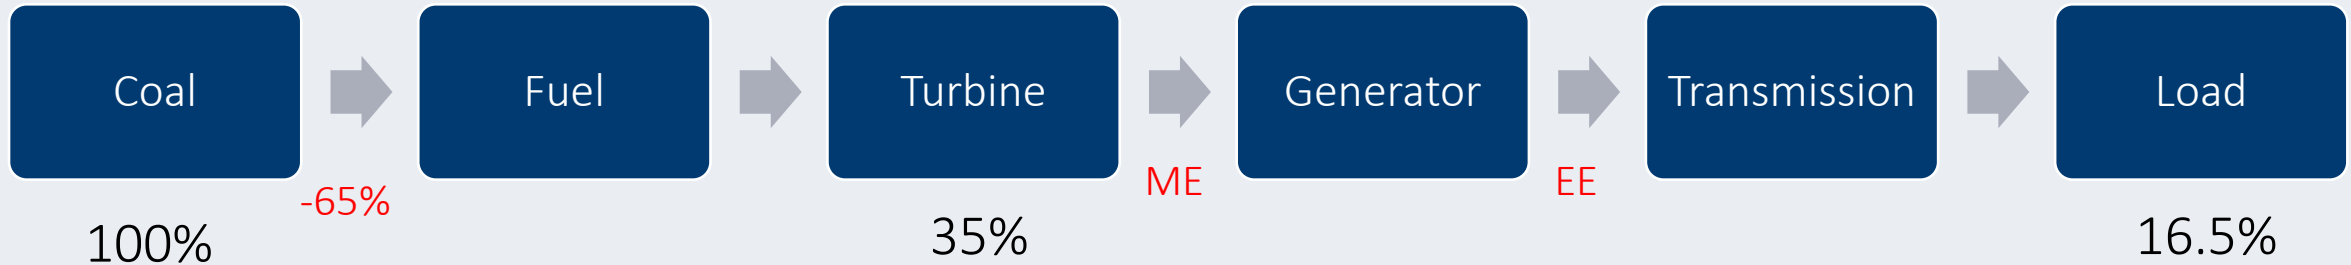 Coal
Fuel
Turbine
Generator
Transmission
Load
-65%
ME
EE
100%
35%
16.5%